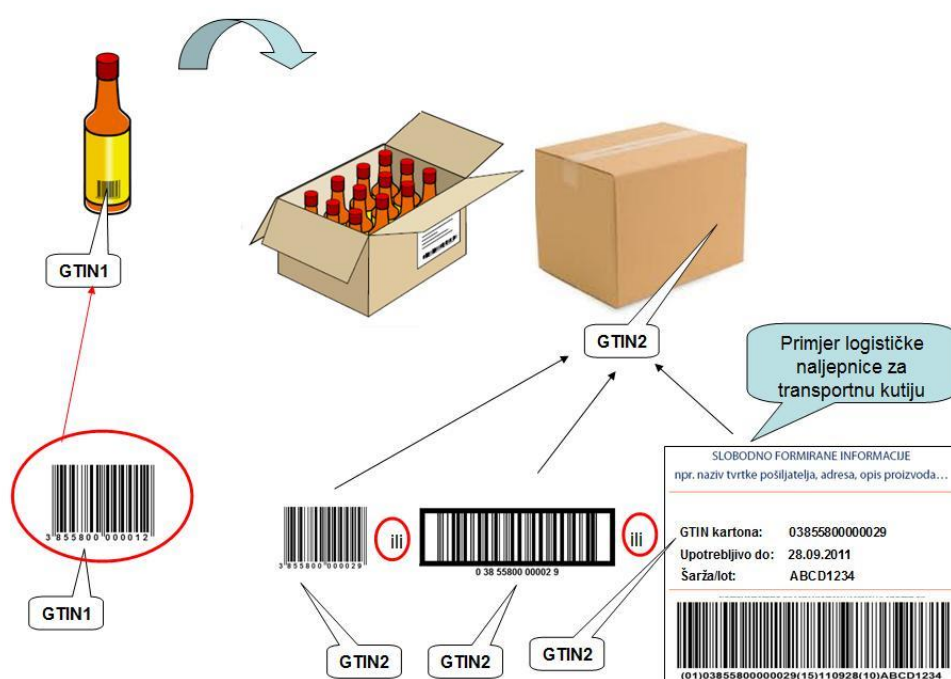 GTIN1
GTIN2
Primjer logističke
naljepnice za
transportnu kutiju
3 855800 000012
GTIN1
3 855800 000029
ili
0 38 55800 00002 9
ili
GTIN2
GTIN2
GTIN2
SLOBODNO FORMIRANE INFORMACIJE
npr. naziv tvrtke pošiljatelja, adresa, opis proizvoda...
GTIN kartona: 03855800000029
Upotrebljivo do: 28.09.2011
Šarža/lot: ABCD1234
(01)03855800000029(15)110928(10)ABCD1234